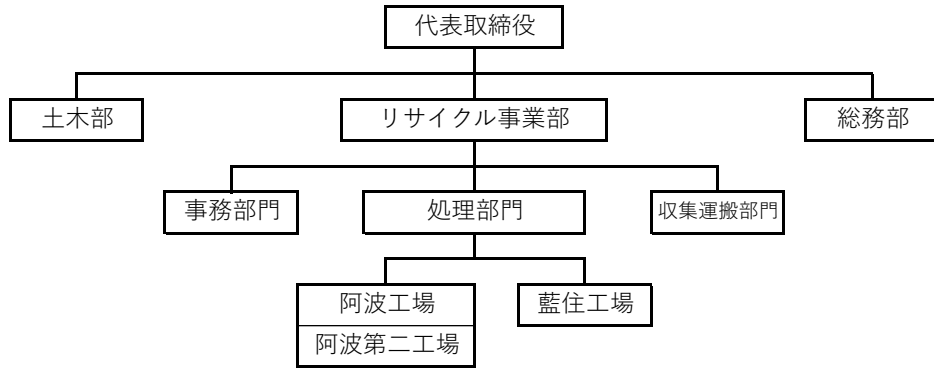 代表取締役
土木部
リサイクル事業部
総務部
事務部門
処理部門
収集運搬部門
阿波工場
藍住工場
阿波第二工場